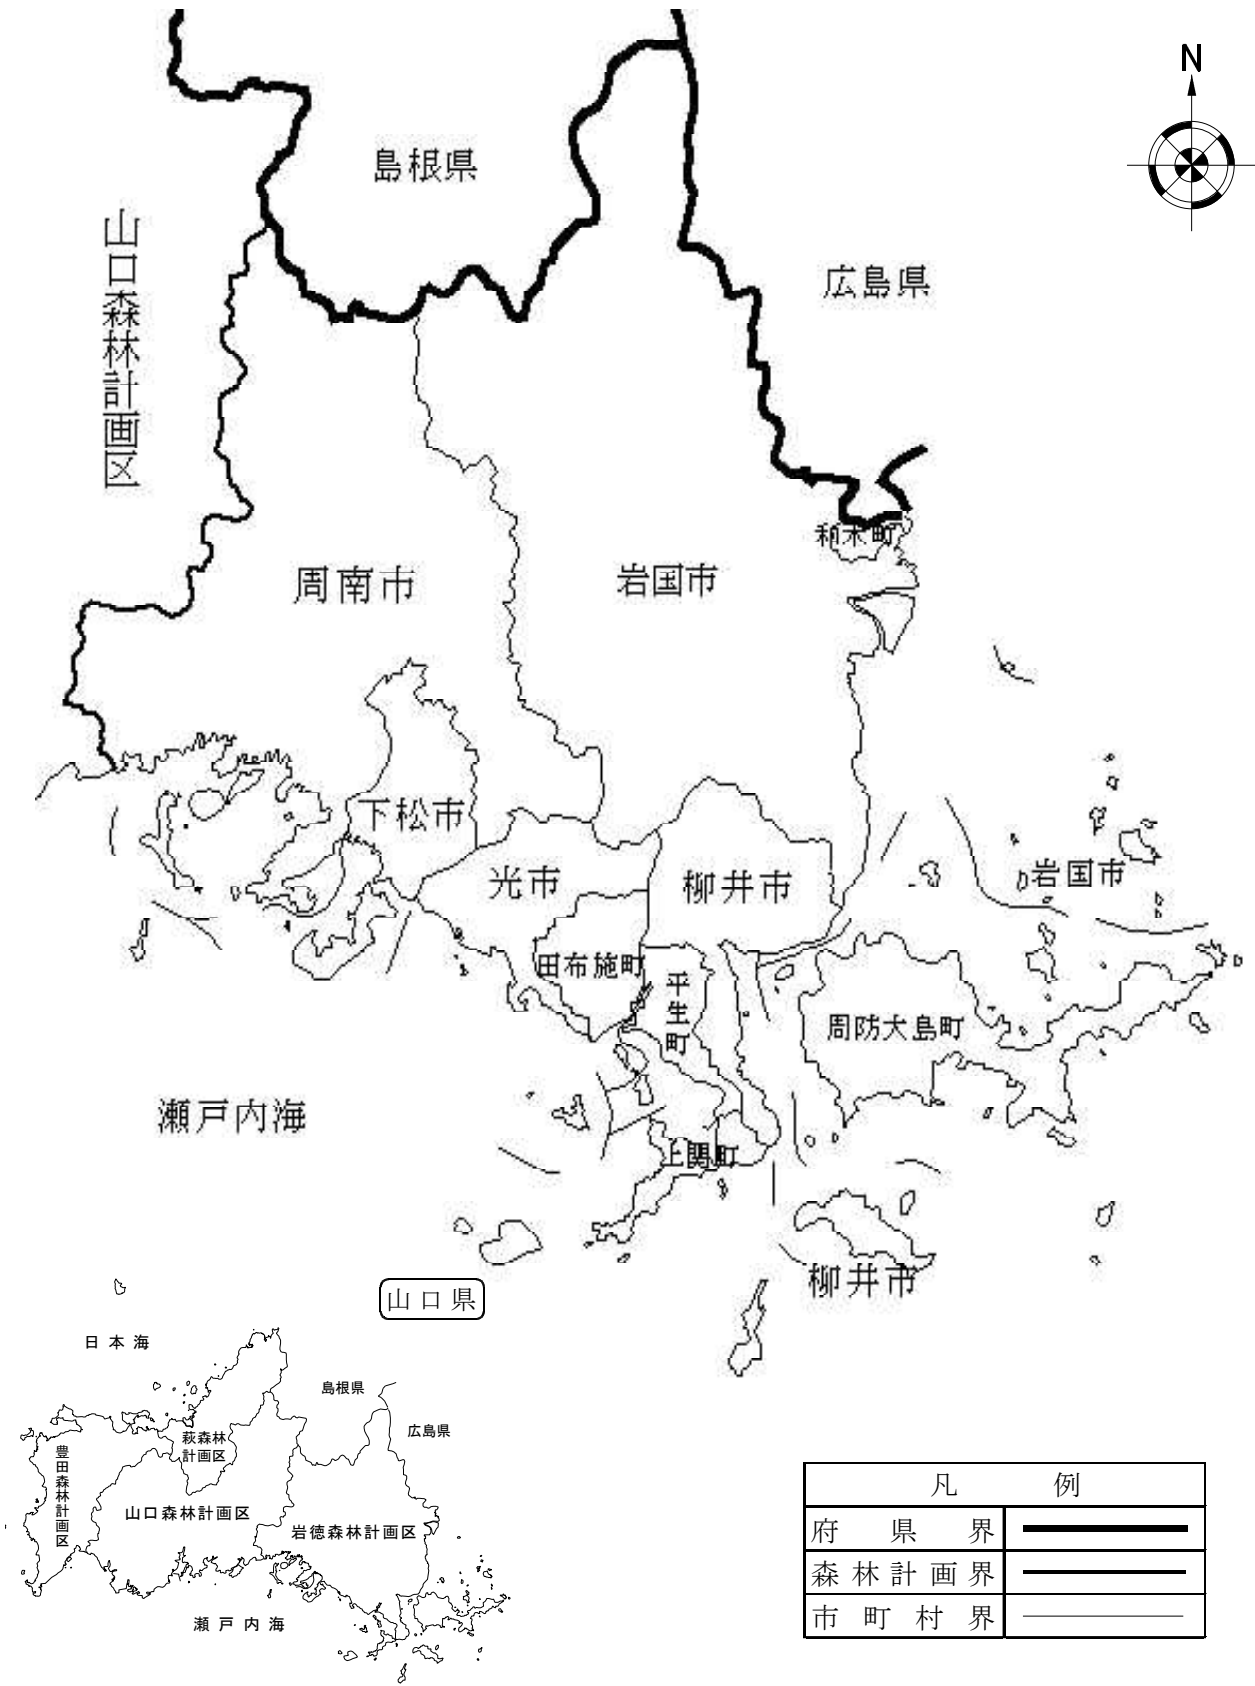 N
島根県
山口森林計画区
広島県
和木町
周南市
岩国市
下松市
光市
柳井市
岩国市
田布施町
平生町
周防大島町
瀬戸内海
上関町
柳井市
山口県
日本海
島根県
広島県
萩森林
計画区
豊田森林計画区
山口森林計画区
岩徳森林計画区
瀬戸内海
凡例
府県界
森林計画界
市町村界